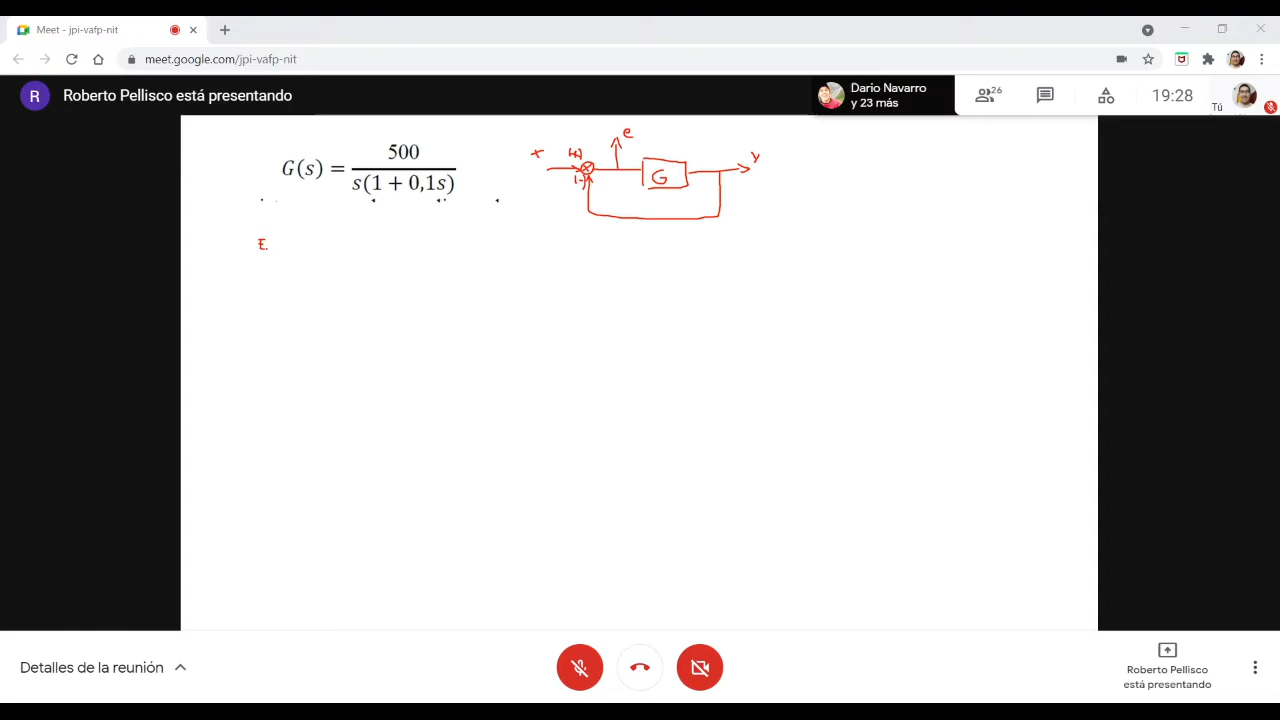 Meet - jpi-vafp-nit
meet.google.com/jpi-vafp-nit
R
Roberto Pellisco está presentando
Dario Navarro
y 23 más
26
19:28
Tú
G(s) = 500 / s(1 + 0,1s)
x
(+)
(-)
e
G
y
E.
Detalles de la reunión
Roberto Pellisco
está presentando